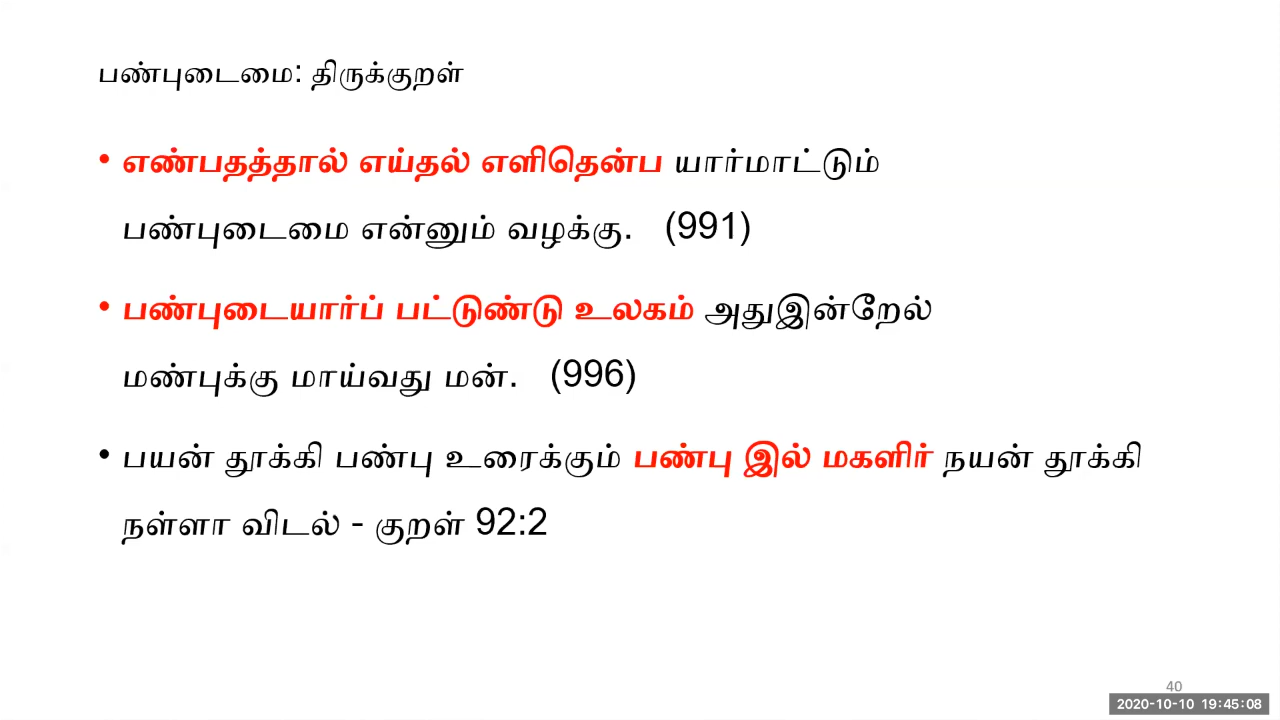 பண்புடைமை: திருக்குறள்
• எண்பதத்தால் எய்தல் எளிதென்ப யார்மாட்டும்
பண்புடைமை என்னும் வழக்கு. (991)
• பண்புடையார்ப் பட்டுண்டு உலகம் அதுஇன்றேல்
மண்புக்கு மாய்வது மன். (996)
• பயன் தூக்கி பண்பு உரைக்கும் பண்பு இல் மகளிர் நயன் தூக்கி
நள்ளா விடல் - குறள் 92:2
40
2020-10-10 19:45:08